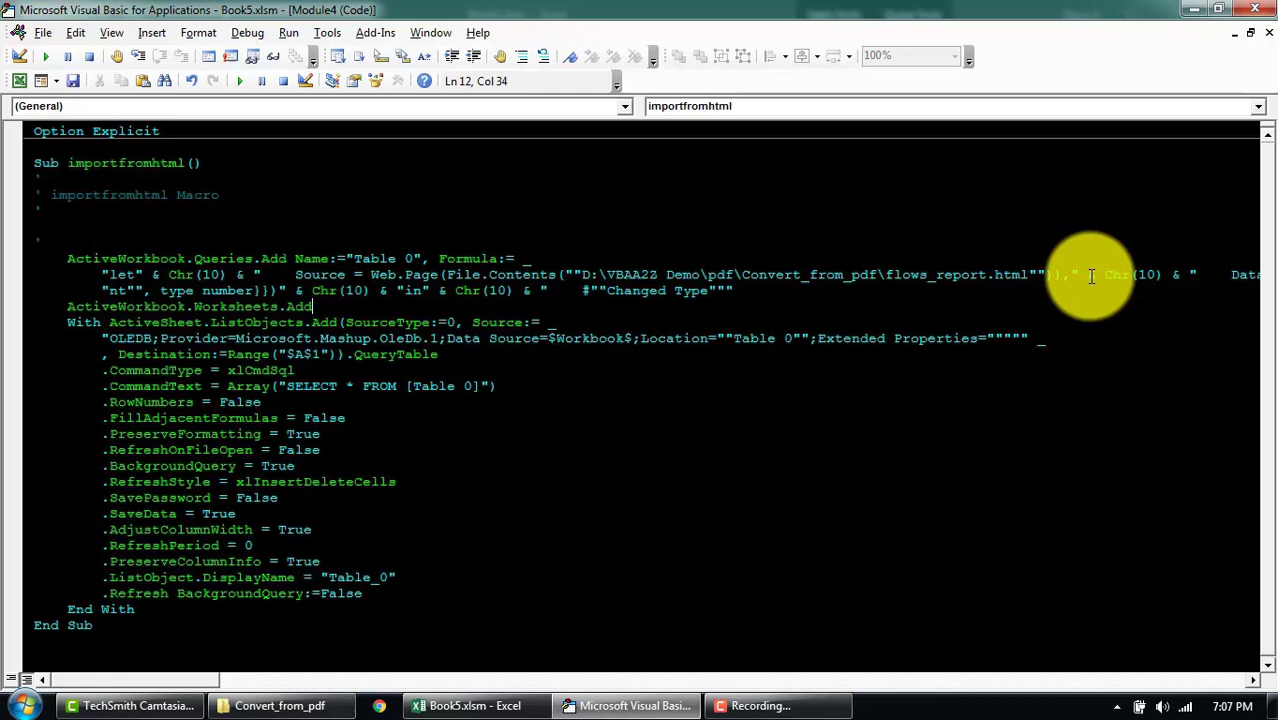 Microsoft Visual Basic for Applications - Book5.xlsm - [Module4 (Code)]
File Edit View Insert Format Debug Run Tools Add-Ins Window Help
100%
Ln 12, Col 34
(General) importfromhtml
Option Explicit
Sub importfromhtml()
'
' importfromhtml Macro
'
'
ActiveWorkbook.Queries.Add Name:="Table 0", Formula:= _
"let" & Chr(10) & "    Source = Web.Page(File.Contents(""D:\VBAA2Z Demo\pdf\Convert_from_pdf\flows_report.html""))," & Chr(10) & "    Data
"nt"", type number}})" & Chr(10) & "in" & Chr(10) & "    #""Changed Type"""
ActiveWorkbook.Worksheets.Add
With ActiveSheet.ListObjects.Add(SourceType:=0, Source:= _
"OLEDB;Provider=Microsoft.Mashup.OleDb.1;Data Source=$Workbook$;Location=""Table 0"";Extended Properties=""""" _
, Destination:=Range("$A$1")).QueryTable
.CommandType = xlCmdSql
.CommandText = Array("SELECT * FROM [Table 0]")
.RowNumbers = False
.FillAdjacentFormulas = False
.PreserveFormatting = True
.RefreshOnFileOpen = False
.BackgroundQuery = True
.RefreshStyle = xlInsertDeleteCells
.SavePassword = False
.SaveData = True
.AdjustColumnWidth = True
.RefreshPeriod = 0
.PreserveColumnInfo = True
.ListObject.DisplayName = "Table_0"
.Refresh BackgroundQuery:=False
End With
End Sub
TechSmith Camtasia... Convert_from_pdf Book5.xlsm - Excel Microsoft Visual Basi... Recording... 7:07 PM